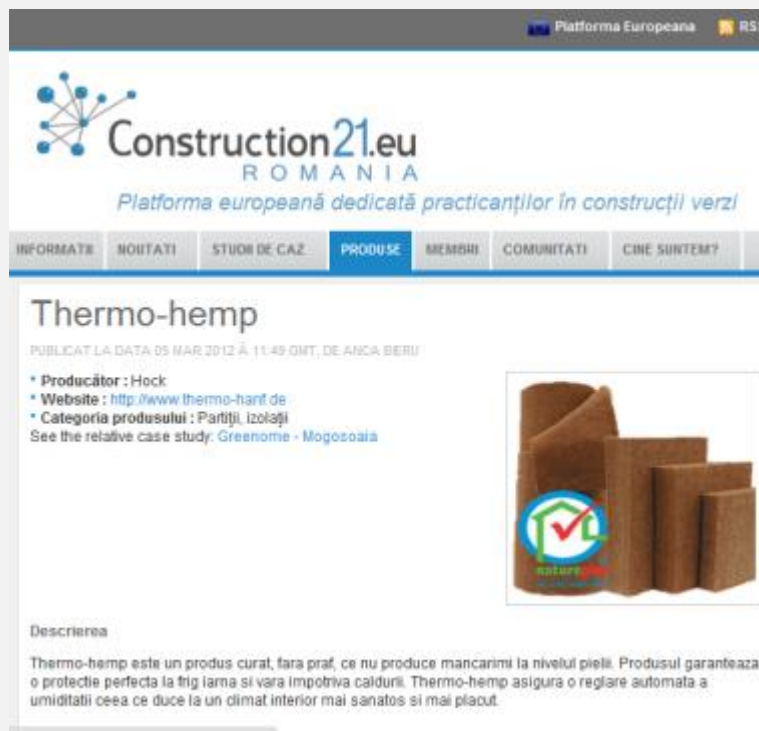 Platforma Europeana RSS
Construction21.eu
ROMANIA
Platforma europeană dedicată practicanților în construcții verzi
INFORMATII NOUTATI STUDII DE CAZ PRODUSE MEMBRI COMUNITATI CINE SUNTEM?
Thermo-hemp
PUBLICAT LA DATA 05 MAR 2012 À 11:49 GMT, DE ANCA BIERU
Producător : Hock
Website : http://www.thermo-hanf.de
Categoria produsului : Partiții, izolații
See the relative case study: Greenome - Mogosoaia
natureplus
Descrierea
Thermo-hemp este un produs curat, fara praf, ce nu produce mancarimi la nivelul pielii. Produsul garanteaza
o protectie perfecta la frig iarna si vara impotriva caldurii. Thermo-hemp asigura o reglare automata a
umiditatii ceea ce duce la un climat interior mai sanatos si mai placut.